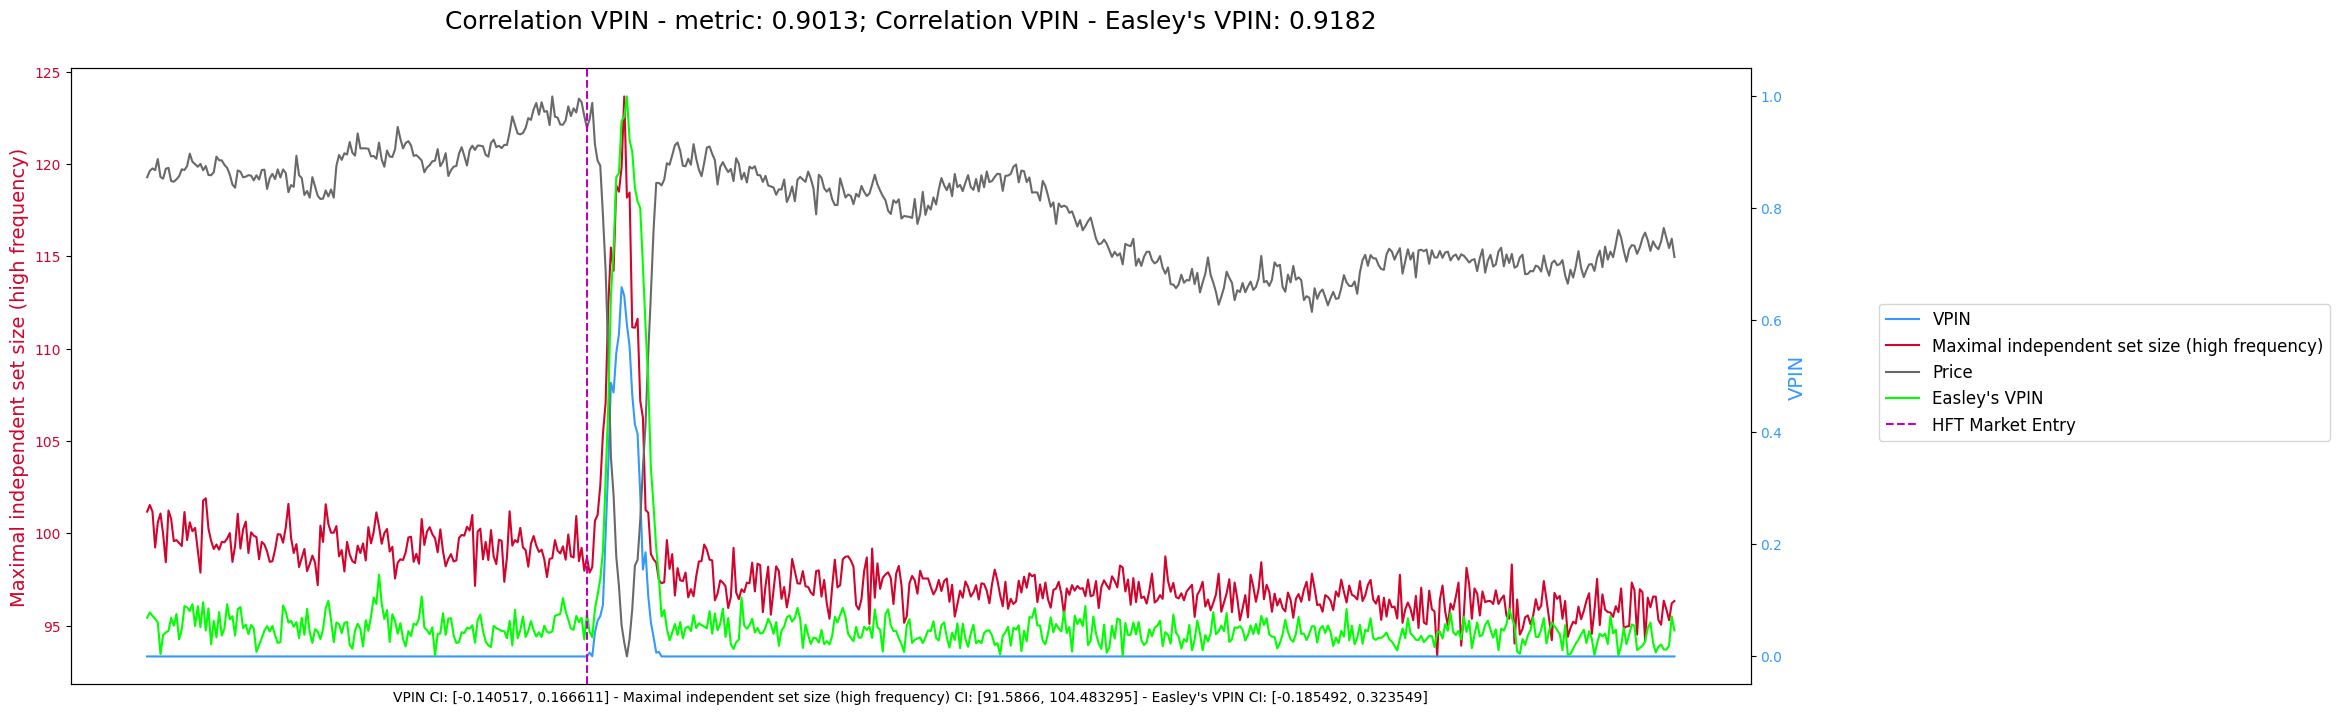 Correlation VPIN - metric: 0.9013; Correlation VPIN - Easley's VPIN: 0.9182
Maximal independent set size (high frequency)
125
120
115
110
105
100
95
1.0
0.8
0.6
0.4
0.2
0.0
VPIN
VPIN
Maximal independent set size (high frequency)
Price
Easley's VPIN
HFT Market Entry
VPIN CI: [-0.140517, 0.166611] - Maximal independent set size (high frequency) CI: [91.5866, 104.483295] - Easley's VPIN CI: [-0.185492, 0.323549]